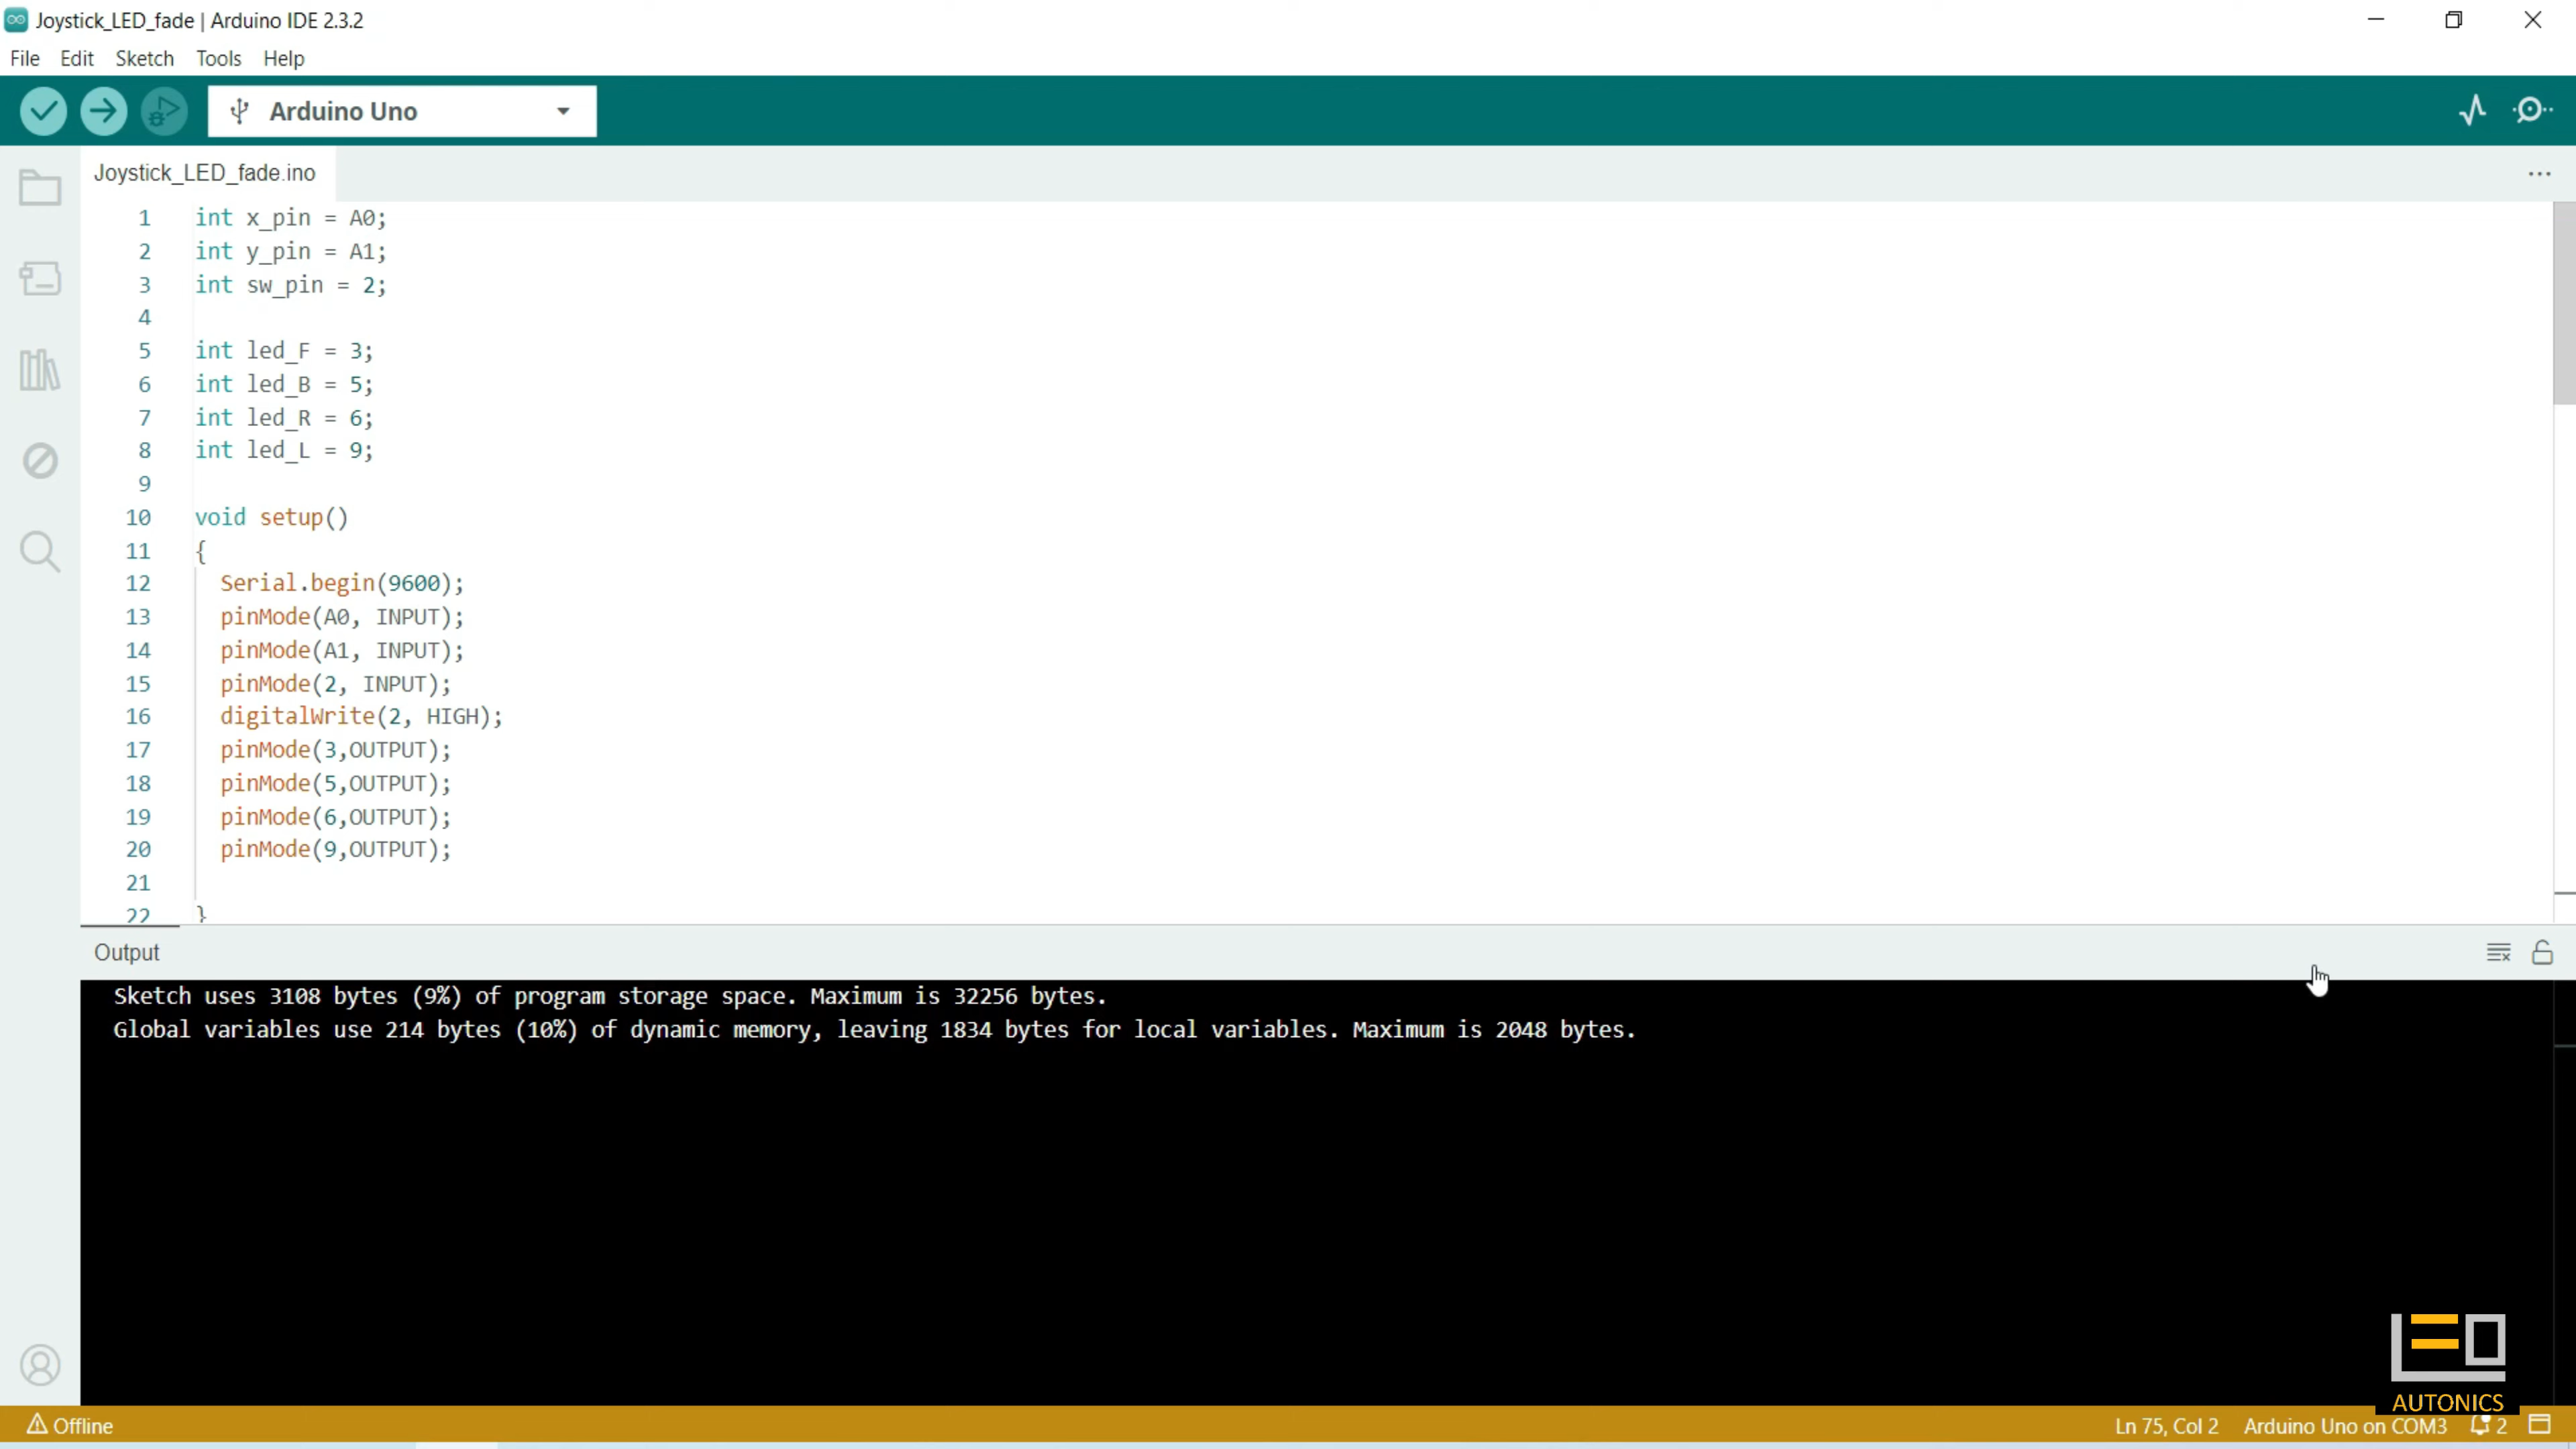 Joystick_LED_fade | Arduino IDE 2.3.2
File Edit Sketch Tools Help
Arduino Uno
Joystick_LED_fade.ino
1 int x_pin = A0;
2 int y_pin = A1;
3 int sw_pin = 2;
4
5 int led_F = 3;
6 int led_B = 5;
7 int led_R = 6;
8 int led_L = 9;
9
10 void setup()
11 {
12 Serial.begin(9600);
13 pinMode(A0, INPUT);
14 pinMode(A1, INPUT);
15 pinMode(2, INPUT);
16 digitalWrite(2, HIGH);
17 pinMode(3,OUTPUT);
18 pinMode(5,OUTPUT);
19 pinMode(6,OUTPUT);
20 pinMode(9,OUTPUT);
21
22 }
Output
Sketch uses 3108 bytes (9%) of program storage space. Maximum is 32256 bytes.
Global variables use 214 bytes (10%) of dynamic memory, leaving 1834 bytes for local variables. Maximum is 2048 bytes.
LEO
AUTONICS
Offline Ln 75, Col 2 Arduino Uno on COM3 2